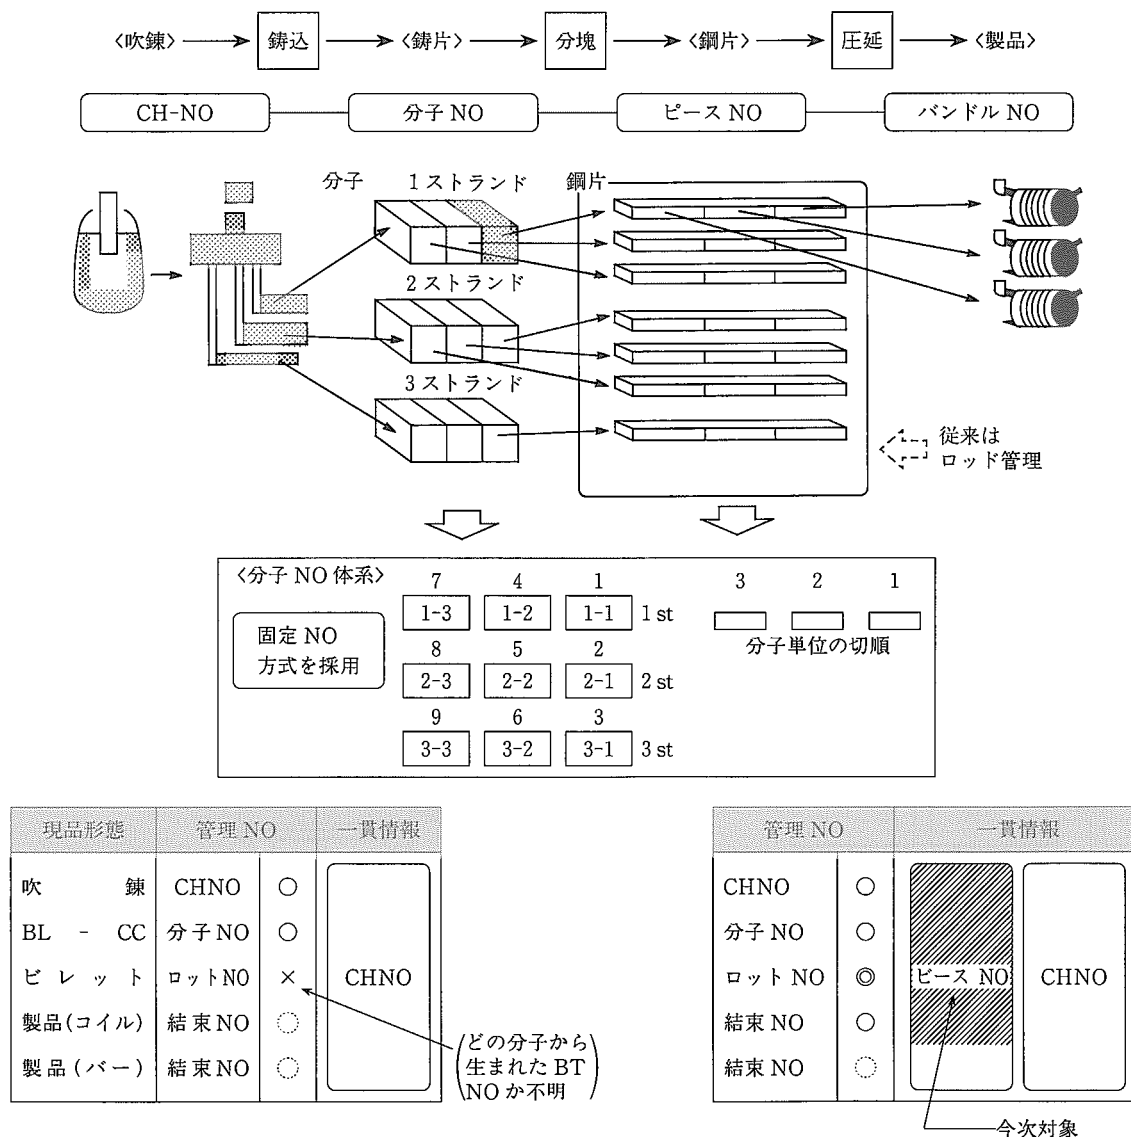 〈吹錬〉 鋳込 〈鋳片〉 分塊 〈鋼片〉 圧延 〈製品〉
CH-NO 分子 NO ピース NO バンドル NO
分子 1 ストランド 鋼片
2 ストランド
3 ストランド
従来は
ロッド管理
〈分子 NO 体系〉
固定 NO
方式を採用
7 4 1
1-3 1-2 1-1 1 st
8 5 2
2-3 2-2 2-1 2 st
9 6 3
3-3 3-2 3-1 3 st
3 2 1
分子単位の切順
現品形態 管理 NO 一貫情報
吹 錬 CHNO ○
BL - CC 分子 NO ○
ビレット ロット NO × CHNO
製品(コイル) 結束 NO ◌
製品(バー) 結束 NO ◌
(どの分子から
生まれた BT
NO か不明)
管理 NO 一貫情報
CHNO ○
分子 NO ○
ロット NO ◎ ピース NO CHNO
結束 NO ○
結束 NO ◌
今次対象